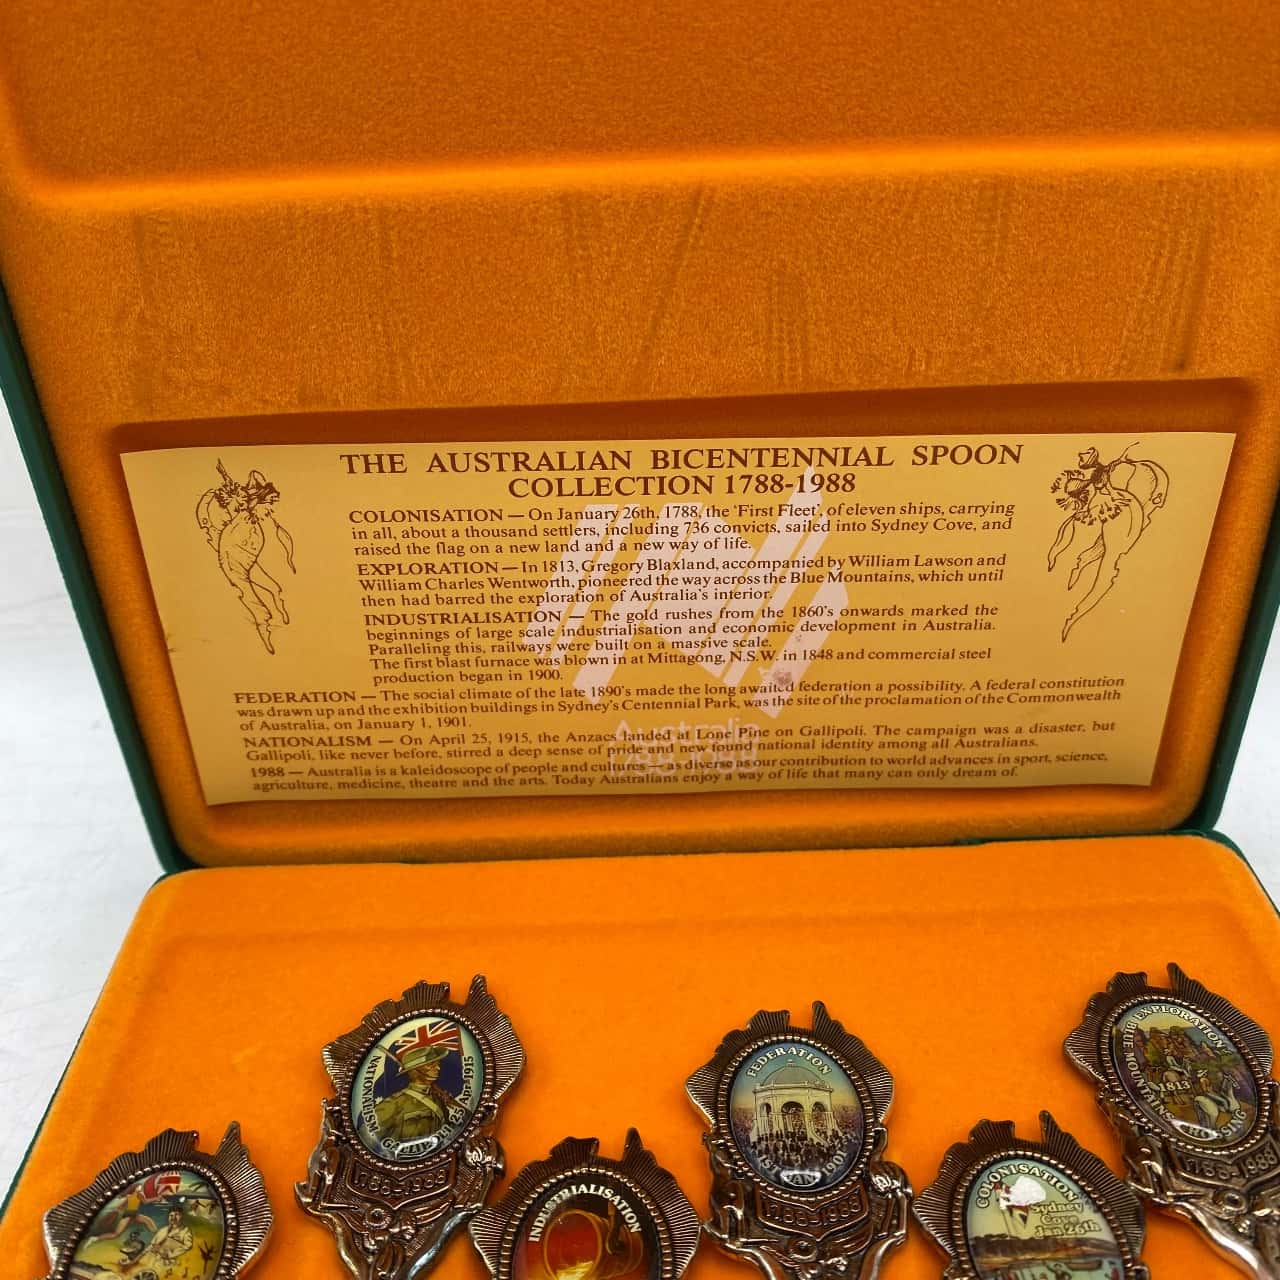 THE AUSTRALIAN BICENTENNIAL SPOON
COLLECTION 1788-1988
COLONISATION — On January 26th, 1788, the 'First Fleet', of eleven ships, carrying
in all, about a thousand settlers, including 736 convicts, sailed into Sydney Cove, and
raised the flag on a new land and a new way of life.
EXPLORATION — In 1813, Gregory Blaxland, accompanied by William Lawson and
William Charles Wentworth, pioneered the way across the Blue Mountains, which until
then had barred the exploration of Australia's interior.
INDUSTRIALISATION — The gold rushes from the 1860's onwards marked the
beginnings of large scale industrialisation and economic development in Australia.
Paralleling this, railways were built on a massive scale.
The first blast furnace was blown in at Mittagong, N.S.W. in 1848 and commercial steel
production began in 1900.
FEDERATION — The social climate of the late 1890's made the long awaited federation a possibility. A federal constitution
was drawn up and the exhibition buildings in Sydney's Centennial Park, was the site of the proclamation of the Commonwealth
of Australia, on January 1, 1901.
NATIONALISM — On April 25, 1915, the Anzacs landed at Lone Pine on Gallipoli. The campaign was a disaster, but
Gallipoli, like never before, stirred a deep sense of pride and new found national identity among all Australians.
1988 — Australia is a kaleidoscope of people and cultures — as diverse as our contribution to world advances in sport, science,
agriculture, medicine, theatre and the arts. Today Australians enjoy a way of life that many can only dream of.
Australia
1788-1988
NATIONALISM
25 Apr 1915
1788-1988
FEDERATION
1ST JAN 1901
1788-1988
EXPLORATION
BLUE MOUNTAINS
1813
1788-1988
INDUSTRIALISATION
COLONISATION
Sydney
Cove
Jan 26th